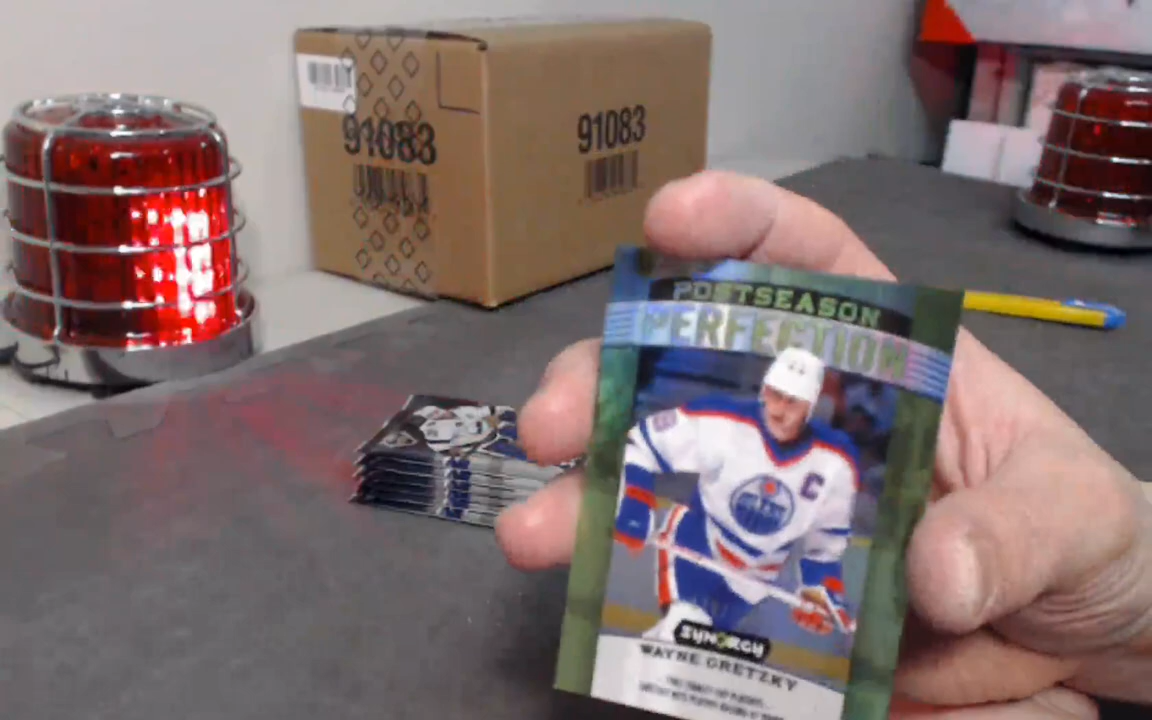 91083
91083
POSTSEASON
PERFECTION
C
SYNERGY
WAYNE GRETZKY